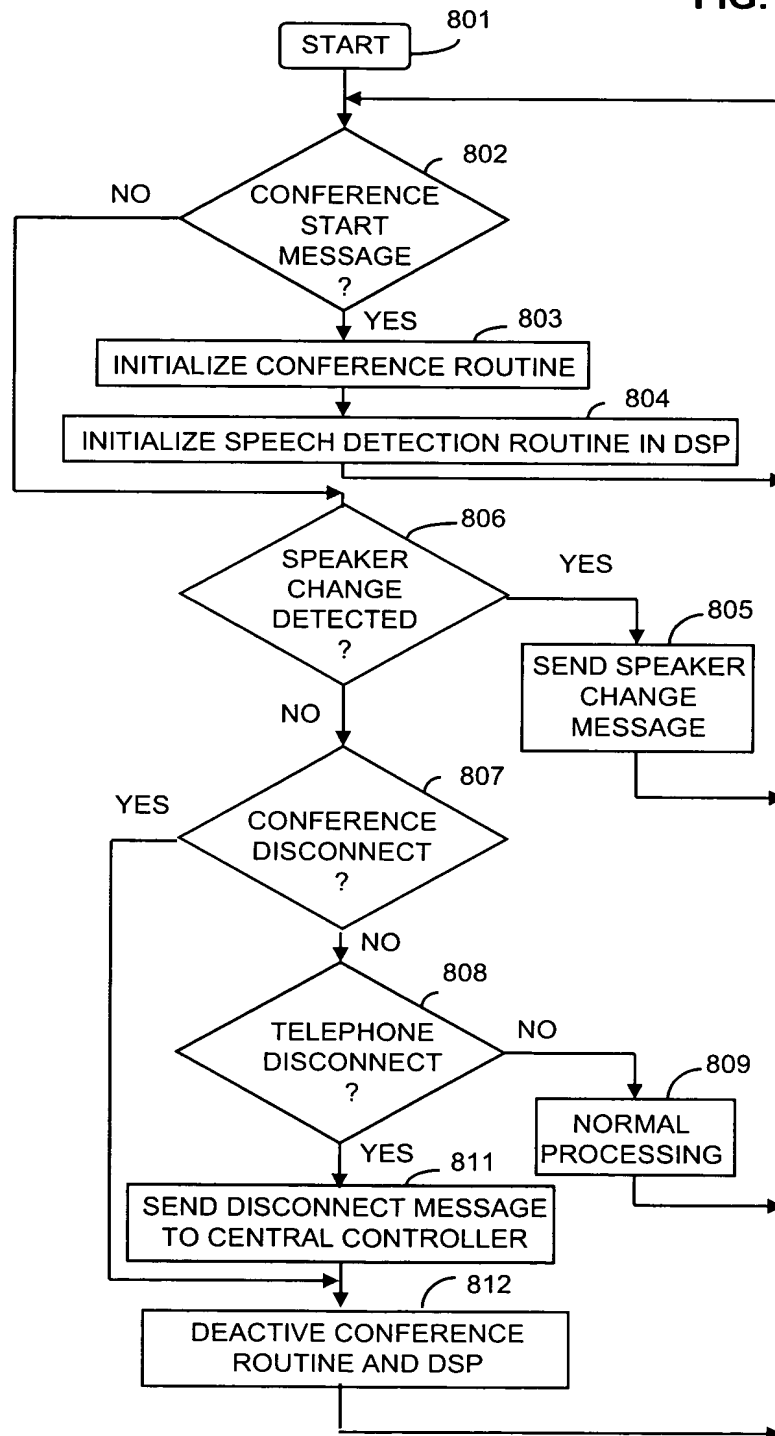 FIG.
801
START
802
NO
CONFERENCE
START
MESSAGE
?
YES
803
INITIALIZE CONFERENCE ROUTINE
804
INITIALIZE SPEECH DETECTION ROUTINE IN DSP
806
SPEAKER
CHANGE
DETECTED
?
YES
805
SEND SPEAKER
CHANGE
MESSAGE
NO
807
YES
CONFERENCE
DISCONNECT
?
NO
808
TELEPHONE
DISCONNECT
?
NO
809
NORMAL
PROCESSING
YES
811
SEND DISCONNECT MESSAGE
TO CENTRAL CONTROLLER
812
DEACTIVE CONFERENCE
ROUTINE AND DSP